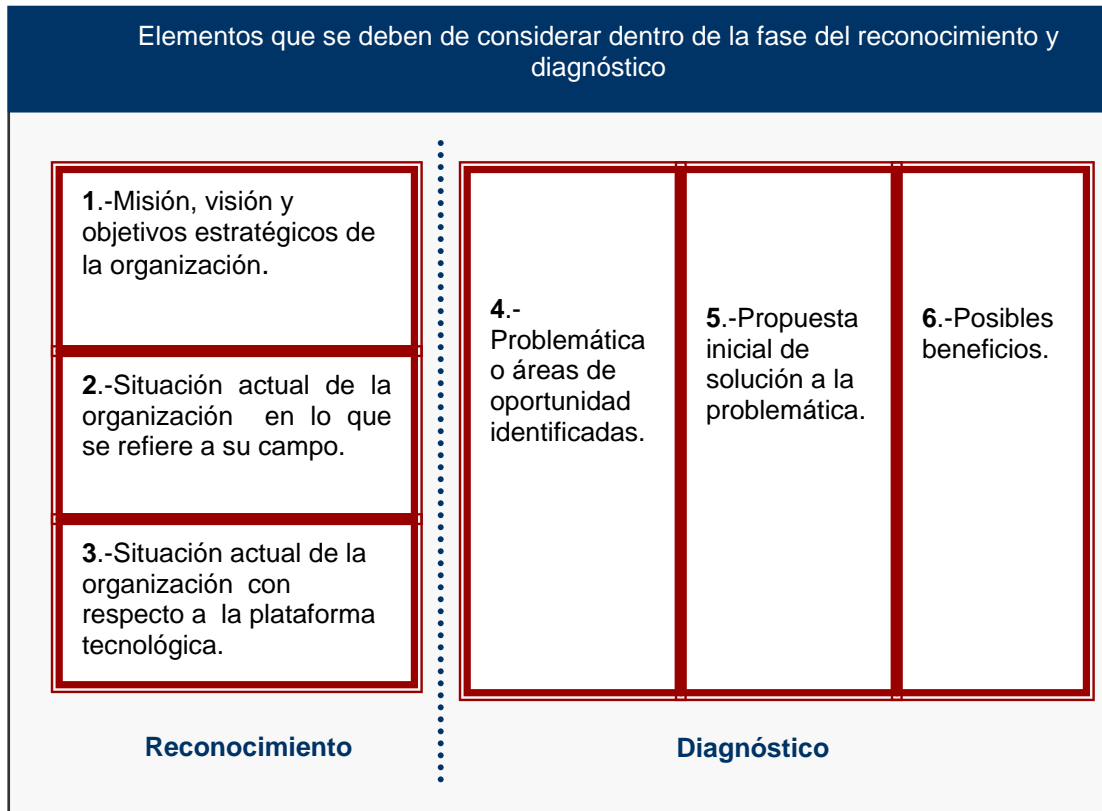 Elementos que se deben de considerar dentro de la fase del reconocimiento y
diagnóstico
1.-Misión, visión y
objetivos estratégicos de
la organización.
2.-Situación actual de la
organización en lo que
se refiere a su campo.
3.-Situación actual de la
organización con
respecto a la plataforma
tecnológica.
Reconocimiento
4.-
Problemática
o áreas de
oportunidad
identificadas.
5.-Propuesta
inicial de
solución a la
problemática.
6.-Posibles
beneficios.
Diagnóstico